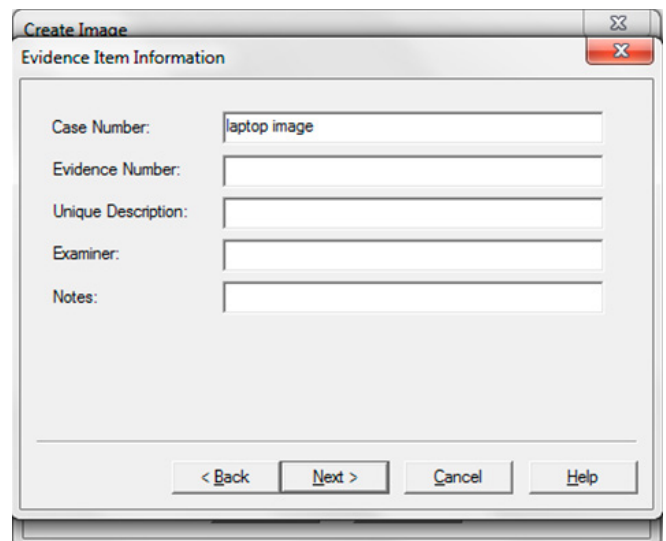 Create Image
Evidence Item Information
Case Number: laptop image
Evidence Number:
Unique Description:
Examiner:
Notes:
< Back Next > Cancel Help